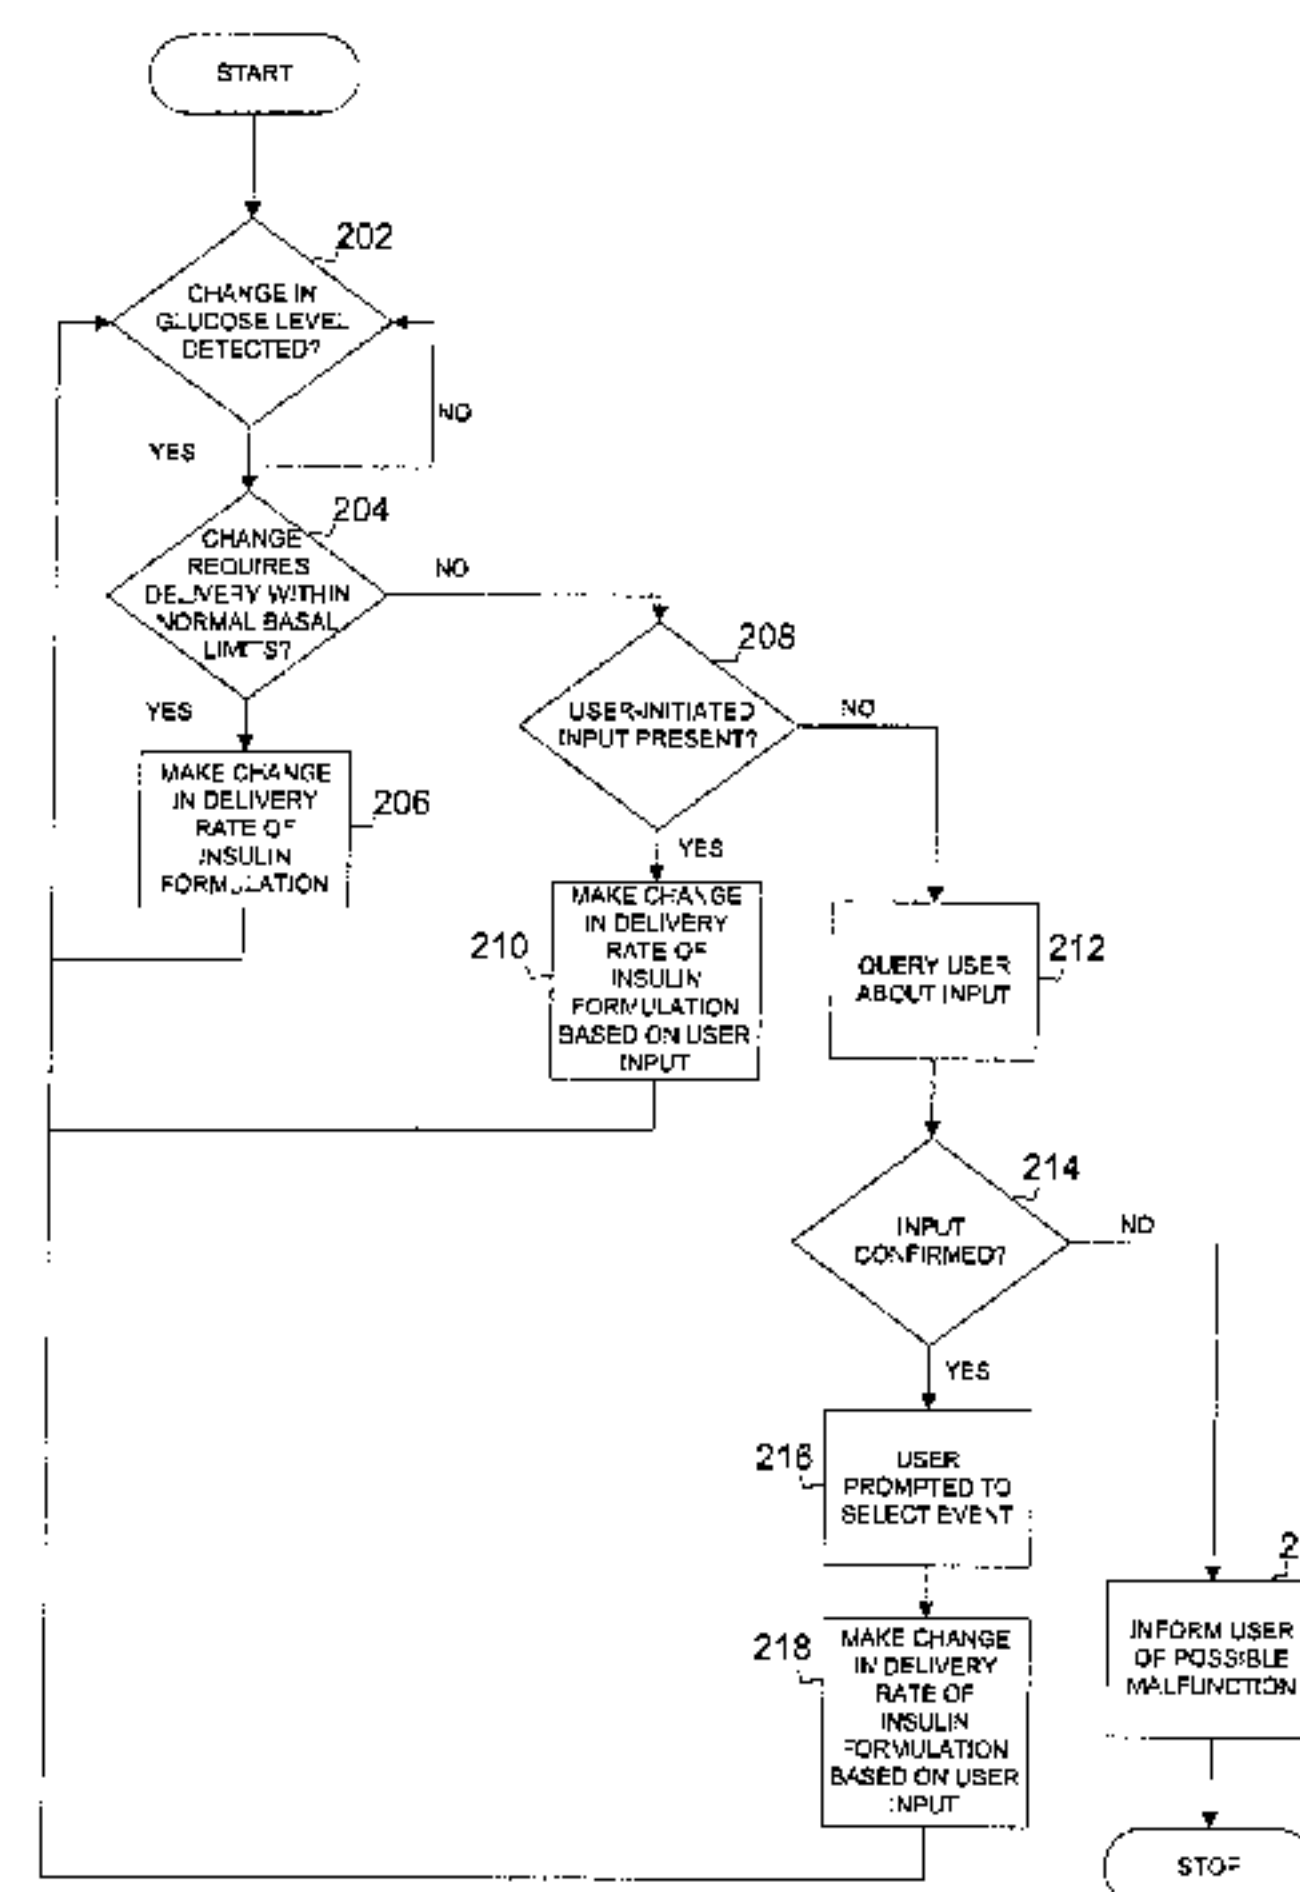 START
202
CHANGE IN
GLUCOSE LEVEL
DETECTED?
NO
YES
204
CHANGE
REQUIRES
DELIVERY WITHIN
NORMAL BASAL
LIMITS?
NO
YES
208
USER-INITIATED
INPUT PRESENT?
NO
YES
MAKE CHANGE
IN DELIVERY
RATE OF
INSULIN
FORMULATION
206
210
MAKE CHANGE
IN DELIVERY
RATE OF
INSULIN
FORMULATION
BASED ON USER
INPUT
QUERY USER
ABOUT INPUT
212
214
INPUT
CONFIRMED?
NO
YES
216
USER
PROMPTED TO
SELECT EVENT
218
MAKE CHANGE
IN DELIVERY
RATE OF
INSULIN
FORMULATION
BASED ON USER
INPUT
INFORM USER
OF POSSIBLE
MALFUNCTION
STOP